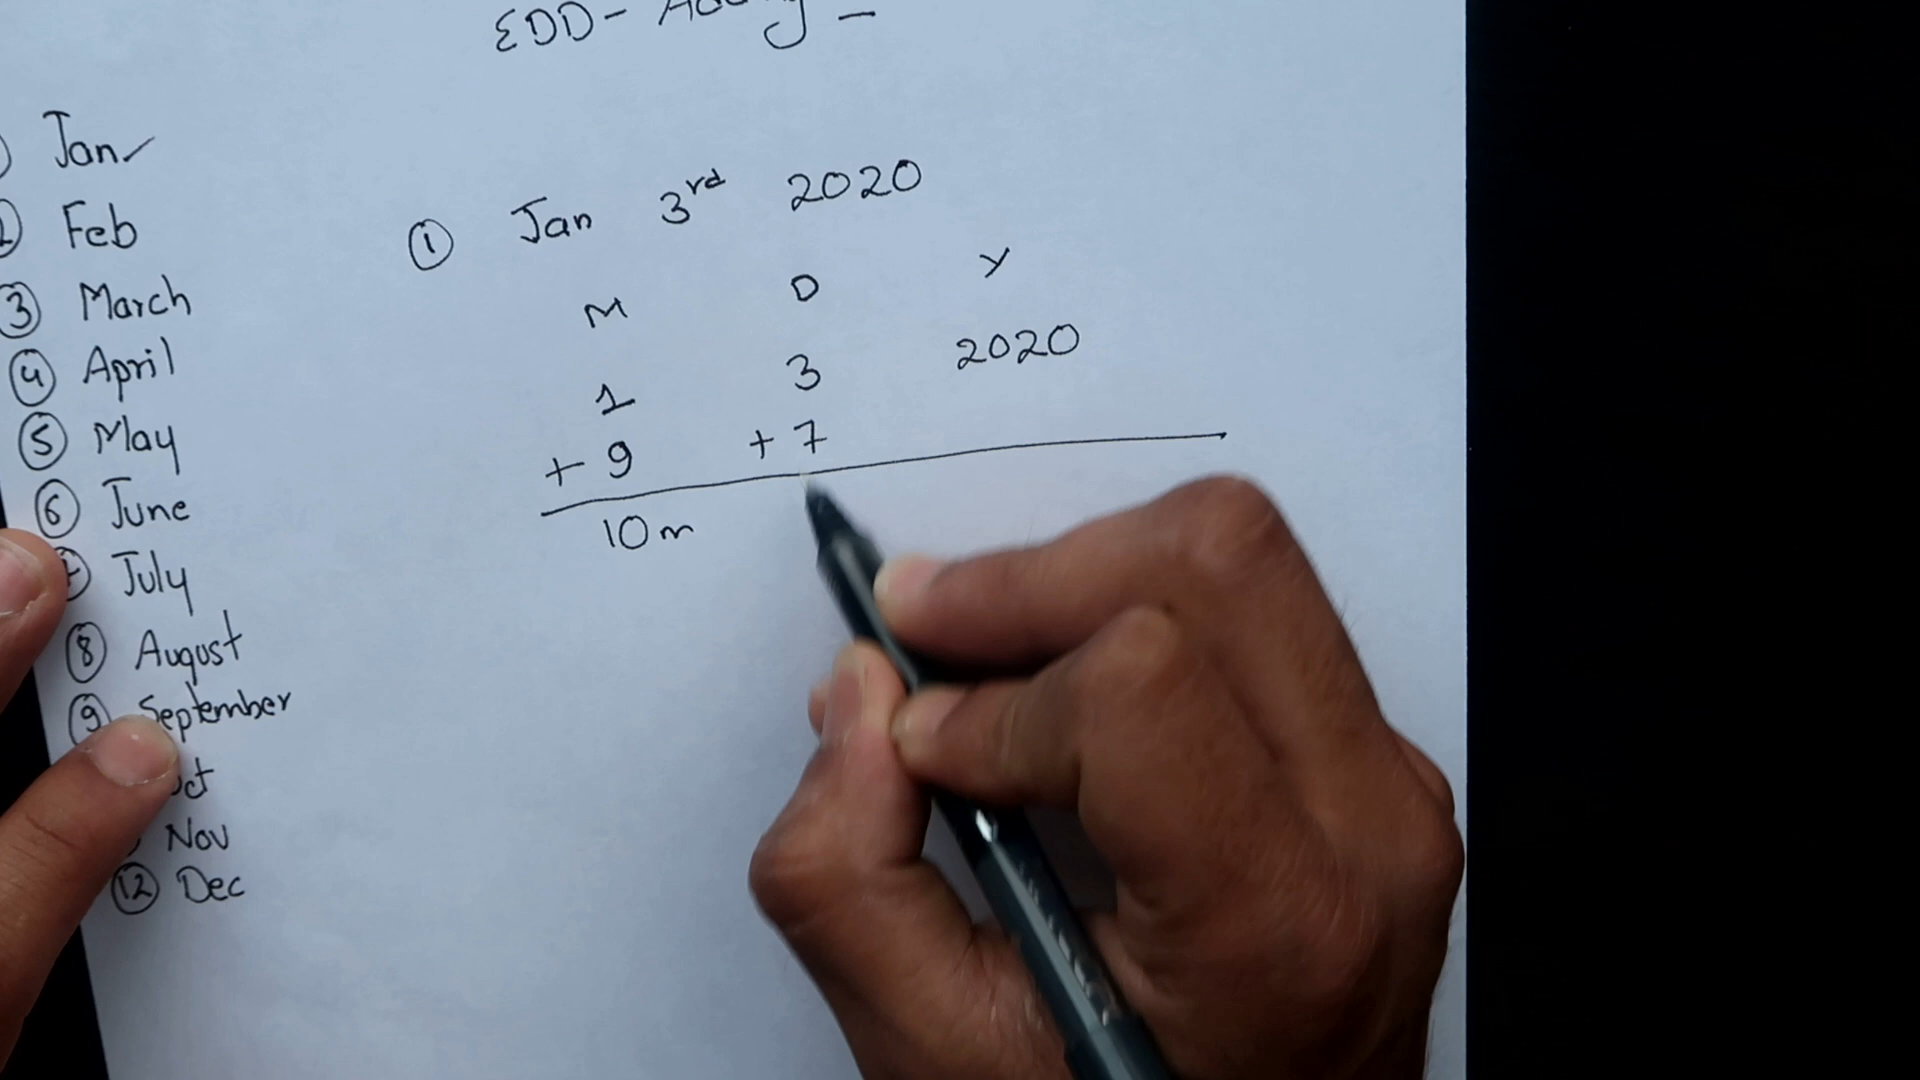 EDD -
Jan
Feb
③ March
④ April
⑤ May
⑥ June
July
⑧ August
⑨ September
Oct
Nov
⑫ Dec
① Jan 3rd 2020
M D Y
1 3 2020
+ 9 + 7
10 m